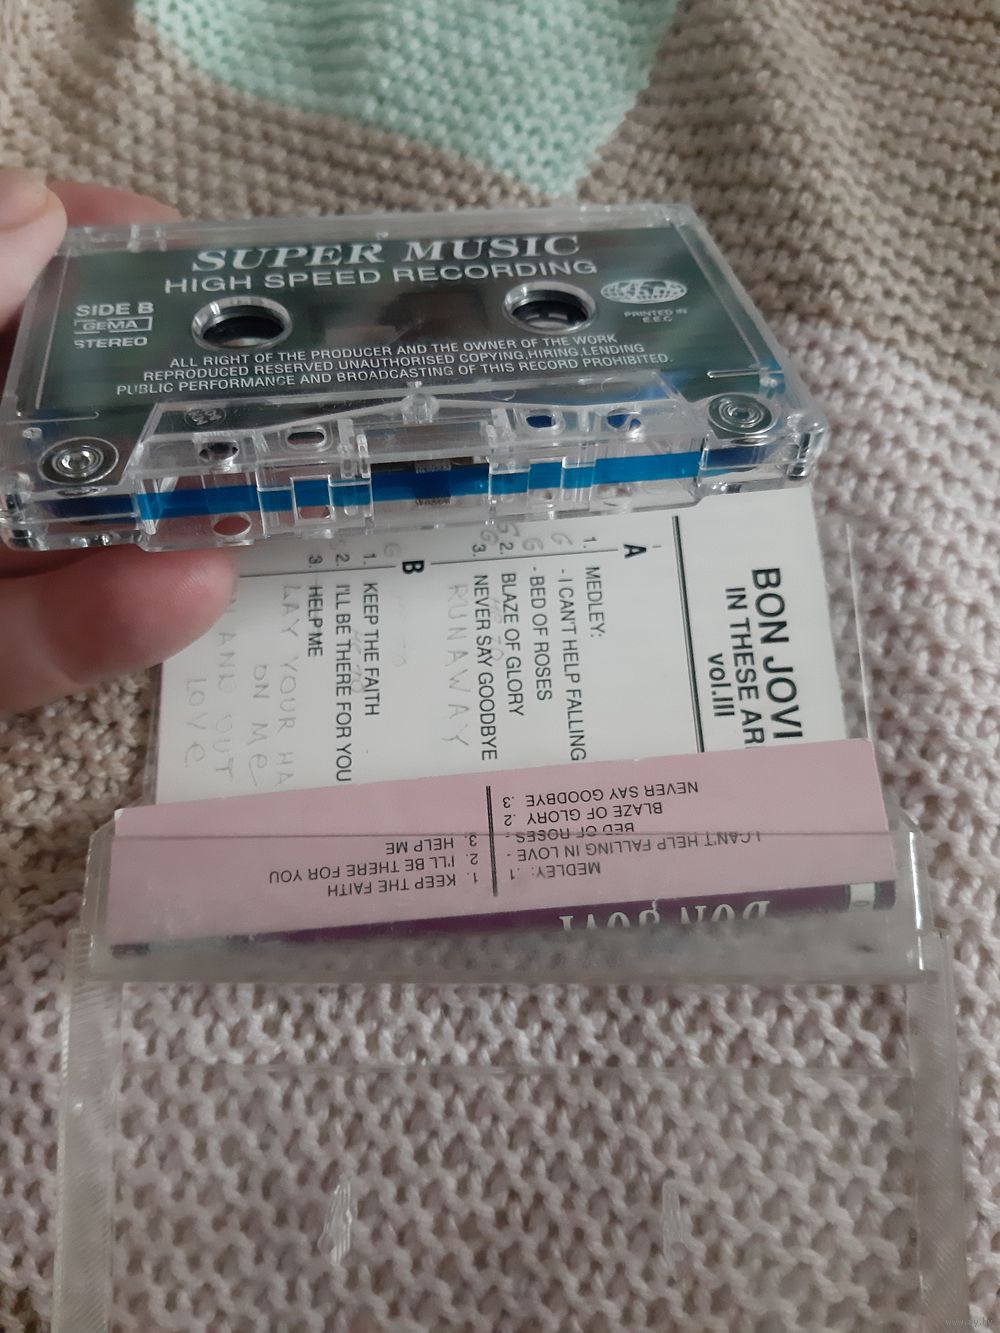 SUPER MUSIC
HIGH SPEED RECORDING
SIDE B
GEMA
STEREO
PRINTED IN
E.E.C
ALL RIGHT OF THE PRODUCER AND THE OWNER OF THE WORK
REPRODUCED RESERVED UNAUTHORISED COPYING,HIRING,LENDING
PUBLIC PERFORMANCE AND BROADCASTING OF THIS RECORD PROHIBITED.
BON JOVI
IN THESE AR
vol.III
A
1. MEDLEY:
- I CAN'T HELP FALLING
- BED OF ROSES
2. BLAZE OF GLORY
3. NEVER SAY GOODBYE
RUNAWAY
B
1. KEEP THE FAITH
2. I'LL BE THERE FOR YOU
3. HELP ME
LAY YOUR HA
ON ME
AND OUT
LOVE
MEDLEY: .1
I CAN'T HELP FALLING IN LOVE -
BED OF ROSES -
BLAZE OF GLORY .2
NEVER SAY GOODBYE .3
1. KEEP THE FAITH
2. I'LL BE THERE FOR YOU
3. HELP ME
BON JOVI